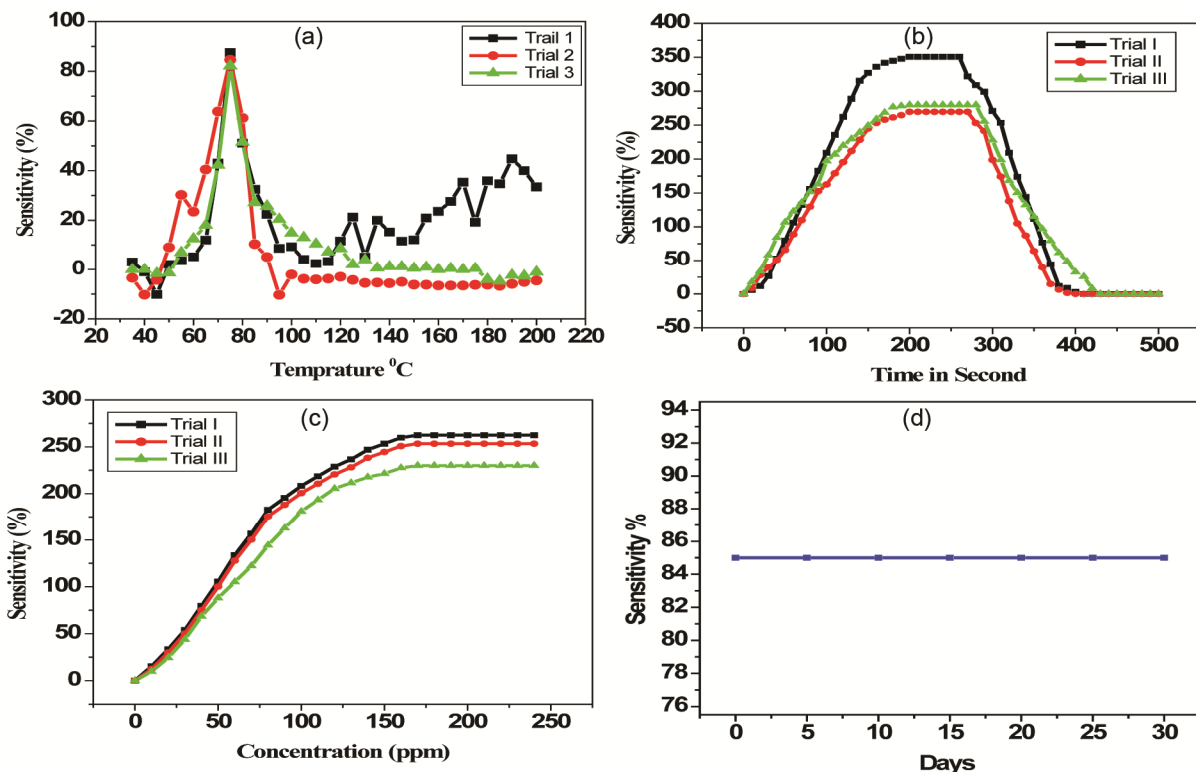 (a)
Trail 1
Trial 2
Trial 3
100
80
60
40
20
0
-20
Sensitivity (%)
20 40 60 80 100 120 140 160 180 200 220
Temprature ⁰C
(b)
Trial I
Trial II
Trial III
400
350
300
250
200
150
100
50
0
-50
Sensitivity (%)
0 100 200 300 400 500
Time in Second
(c)
Trial I
Trial II
Trial III
300
250
200
150
100
50
0
Sensitivity (%)
0 50 100 150 200 250
Concentration (ppm)
(d)
94
92
90
88
86
84
82
80
78
76
Sensitivity %
0 5 10 15 20 25 30
Days